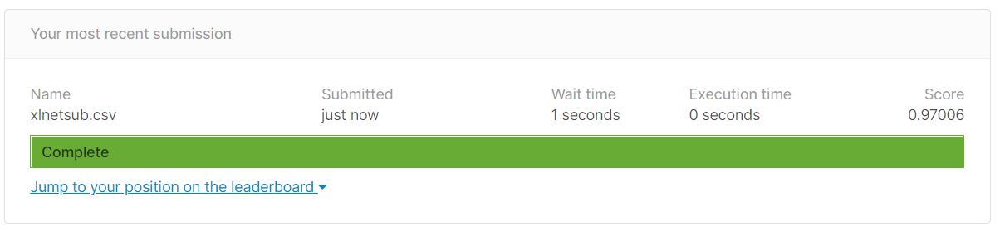 Your most recent submission
Name Submitted Wait time Execution time Score
xlnetsub.csv just now 1 seconds 0 seconds 0.97006
Complete
Jump to your position on the leaderboard